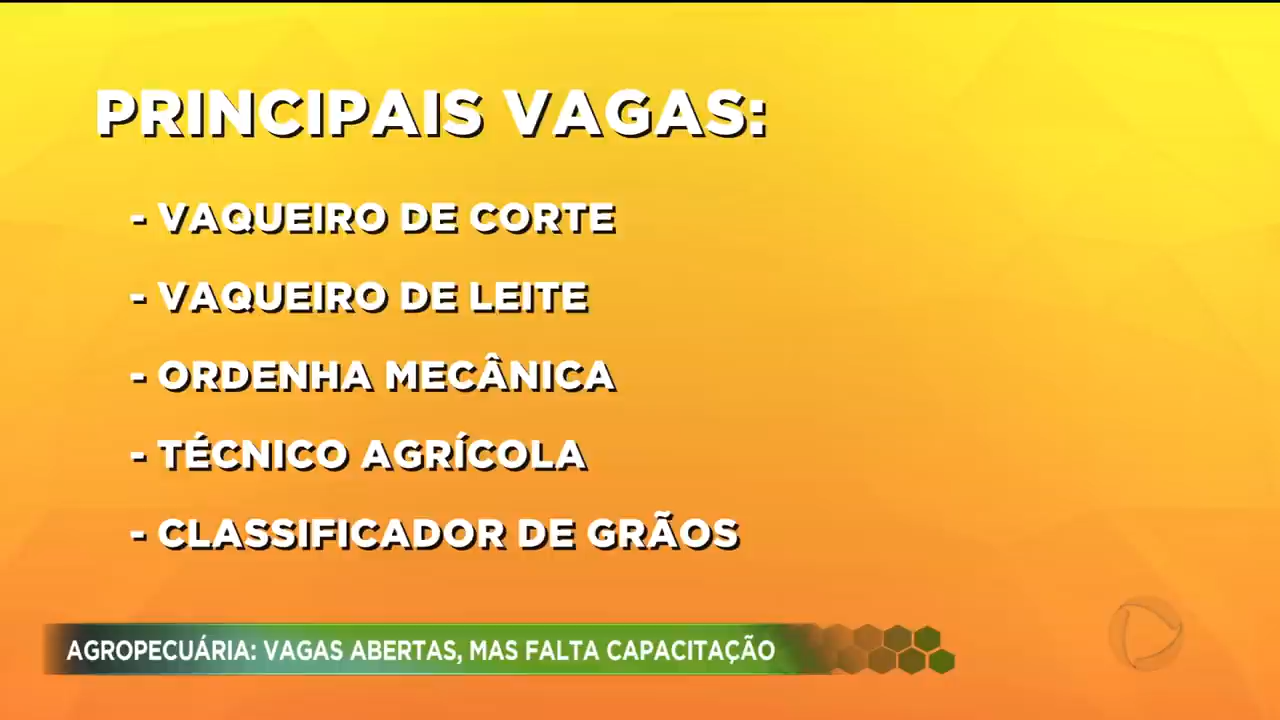 PRINCIPAIS VAGAS:
- VAQUEIRO DE CORTE
- VAQUEIRO DE LEITE
- ORDENHA MECÂNICA
- TÉCNICO AGRÍCOLA
- CLASSIFICADOR DE GRÃOS
AGROPECUÁRIA: VAGAS ABERTAS, MAS FALTA CAPACITAÇÃO